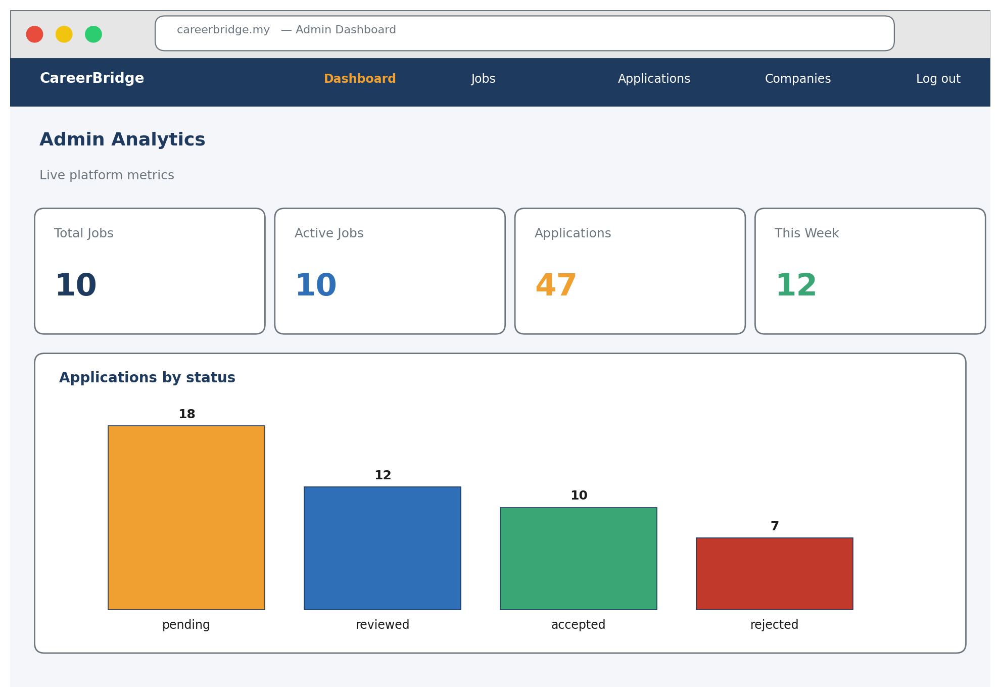 careerbridge.my — Admin Dashboard
CareerBridge Dashboard Jobs Applications Companies Log out
Admin Analytics
Live platform metrics
Total Jobs Active Jobs Applications This Week
10 10 47 12
Applications by status
18
12
10
7
pending reviewed accepted rejected